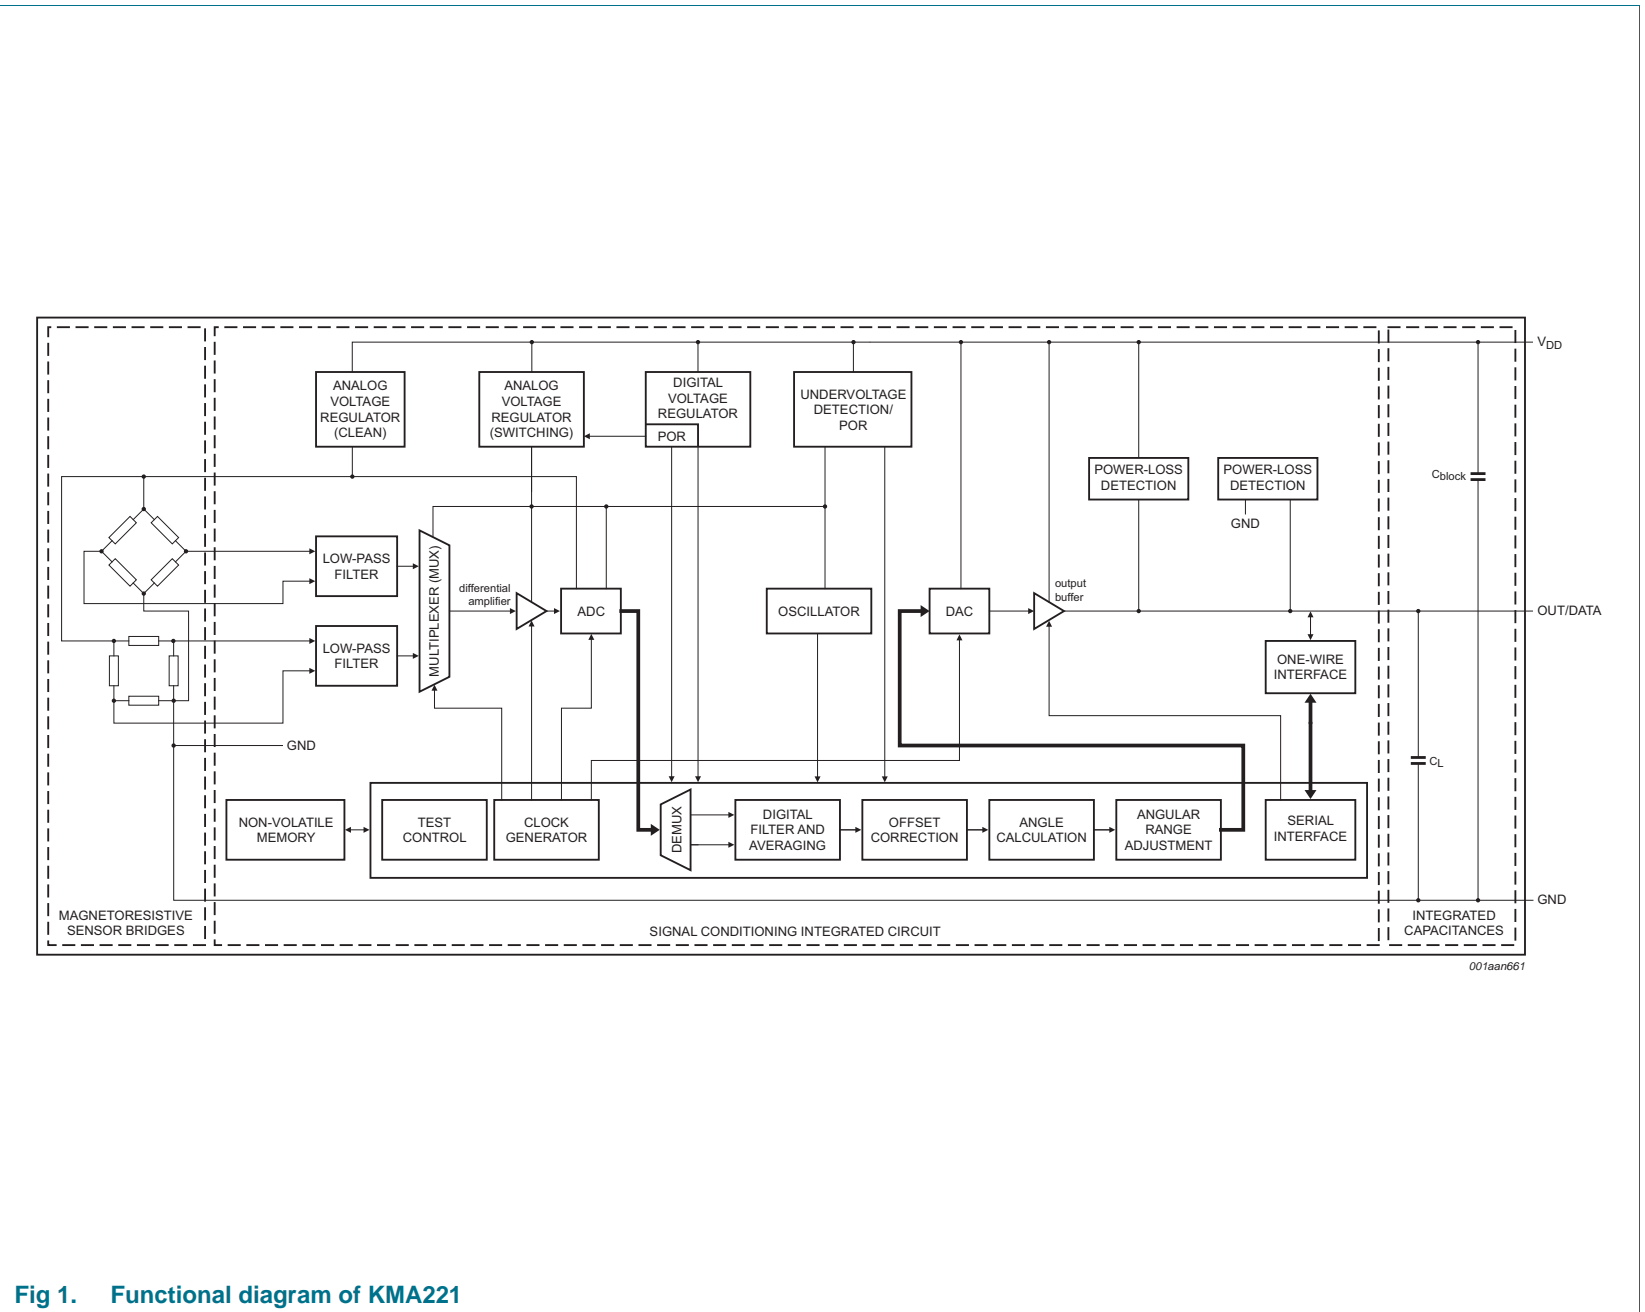 V_DD
ANALOG
VOLTAGE
REGULATOR
(CLEAN)
ANALOG
VOLTAGE
REGULATOR
(SWITCHING)
DIGITAL
VOLTAGE
REGULATOR
POR
UNDERVOLTAGE
DETECTION/
POR
POWER-LOSS
DETECTION
POWER-LOSS
DETECTION
GND
C_block
LOW-PASS
FILTER
LOW-PASS
FILTER
MULTIPLEXER (MUX)
differential
amplifier
ADC
OSCILLATOR
DAC
output
buffer
OUT/DATA
ONE-WIRE
INTERFACE
GND
C_L
NON-VOLATILE
MEMORY
TEST
CONTROL
CLOCK
GENERATOR
DEMUX
DIGITAL
FILTER AND
AVERAGING
OFFSET
CORRECTION
ANGLE
CALCULATION
ANGULAR
RANGE
ADJUSTMENT
SERIAL
INTERFACE
GND
MAGNETORESISTIVE
SENSOR BRIDGES
SIGNAL CONDITIONING INTEGRATED CIRCUIT
INTEGRATED
CAPACITANCES
001aan661
Fig 1. Functional diagram of KMA221